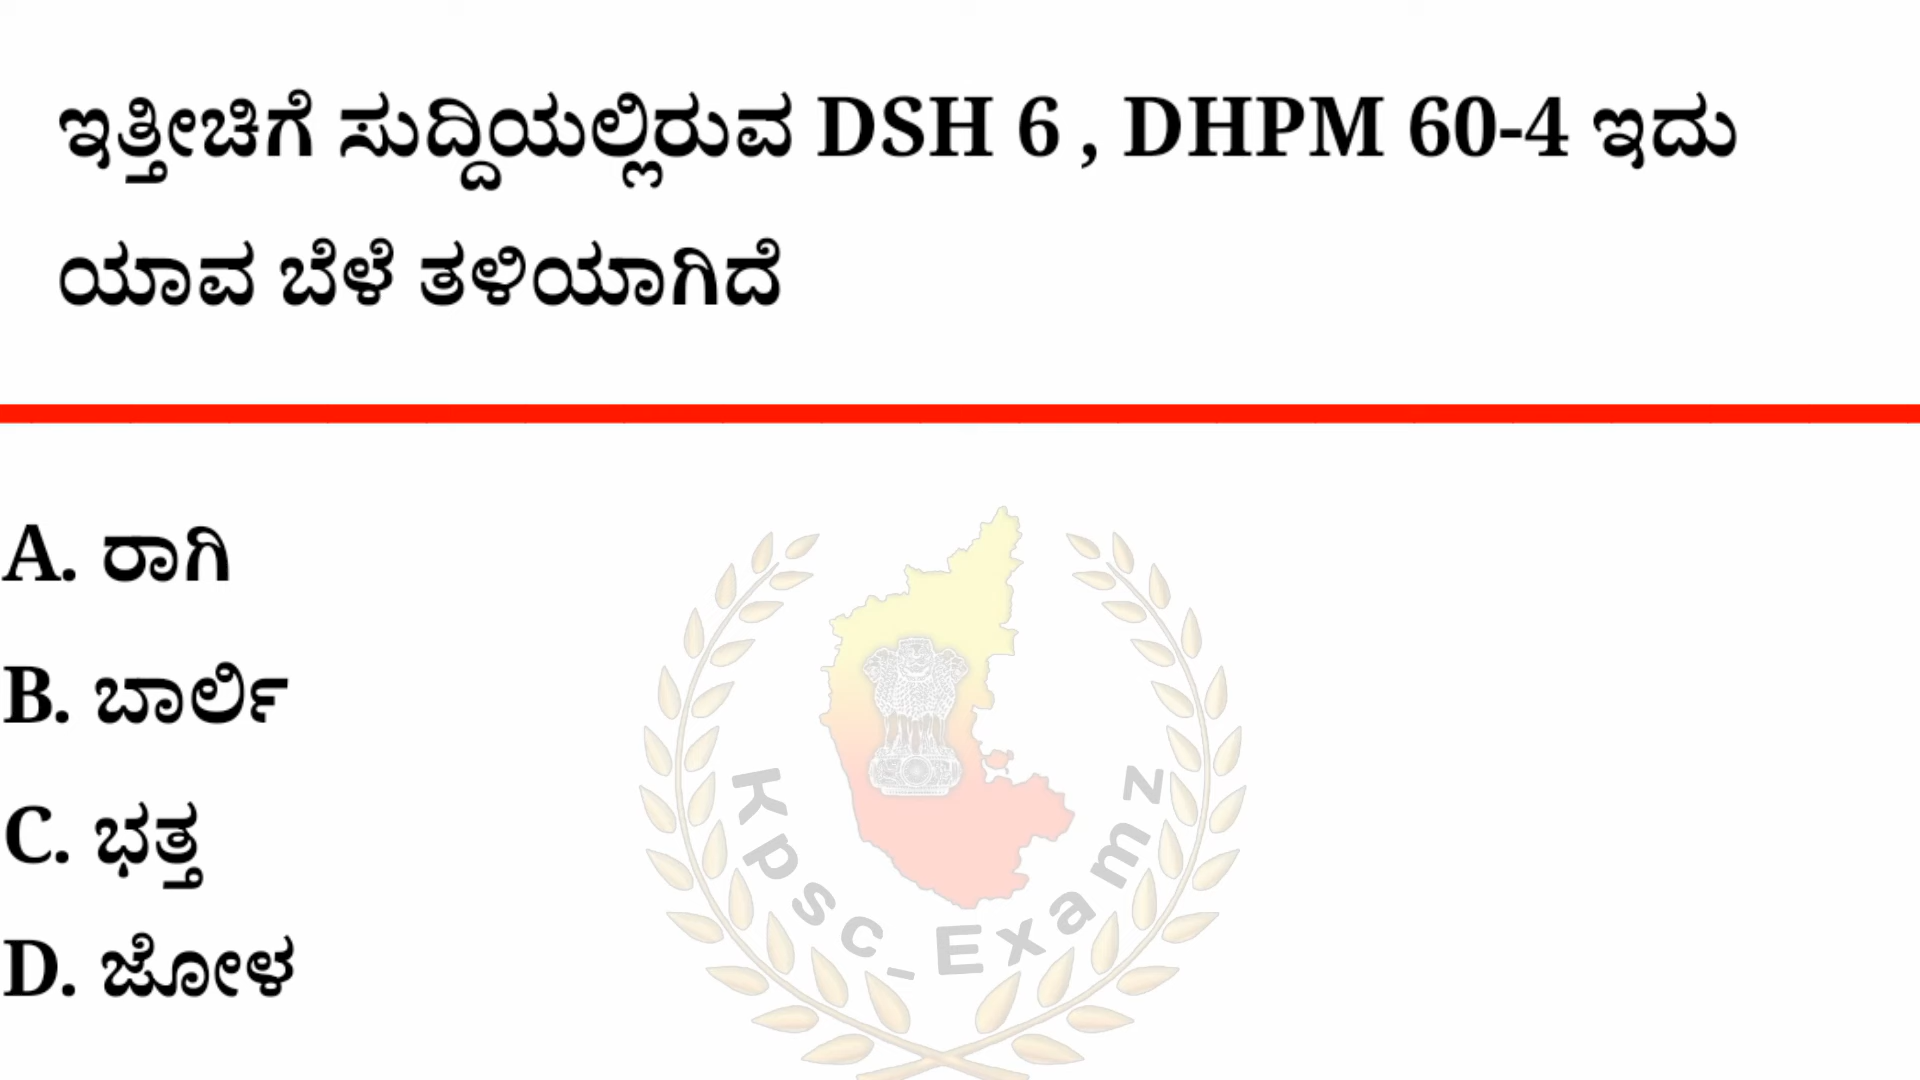 ಇತ್ತೀಚಿಗೆ ಸುದ್ದಿಯಲ್ಲಿರುವ DSH 6 , DHPM 60-4 ಇದು
ಯಾವ ಬೆಳೆ ತಳಿಯಾಗಿದೆ
A. ರಾಗಿ
B. ಬಾರ್ಲಿ
C. ಭತ್ತ
D. ಜೋಳ
Kpsc_Examz